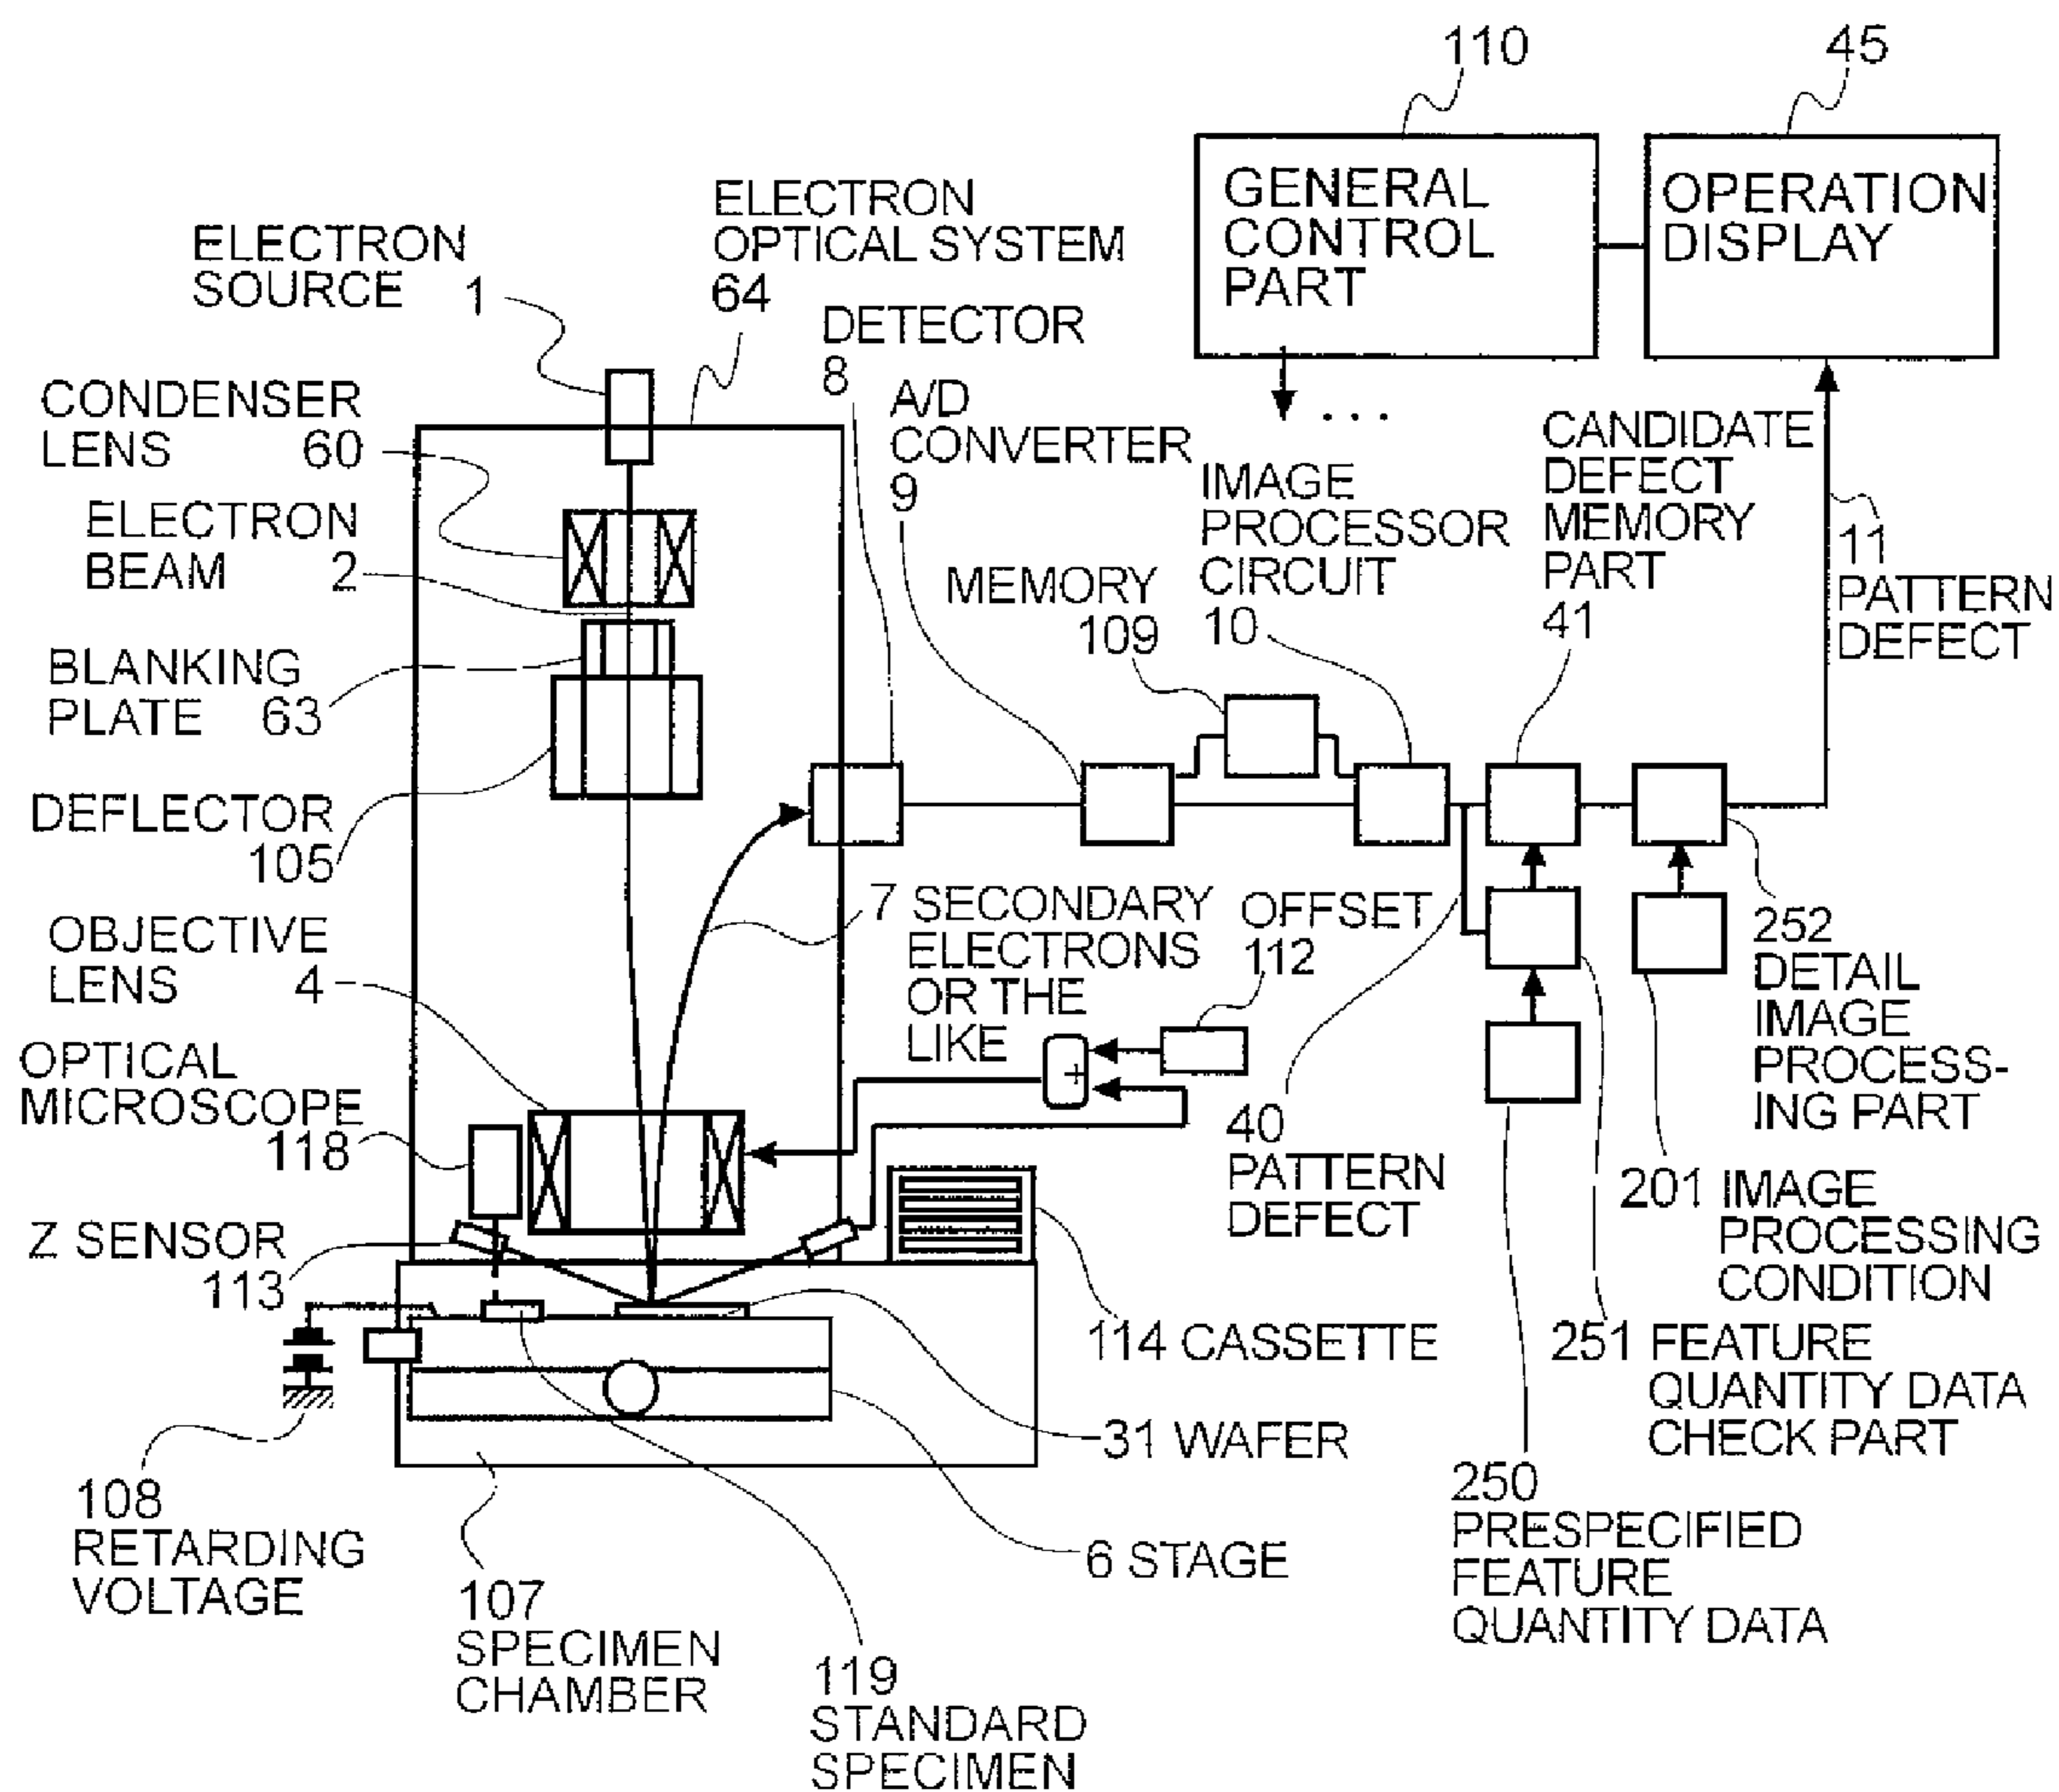 110
45
GENERAL
CONTROL
PART
OPERATION
DISPLAY
ELECTRON
OPTICAL SYSTEM
64
ELECTRON
SOURCE 1
DETECTOR
8
A/D
CONVERTER
9
CONDENSER
LENS 60
...
CANDIDATE
DEFECT
MEMORY
PART
41
IMAGE
PROCESSOR
CIRCUIT
10
ELECTRON
BEAM 2
MEMORY
109
11
PATTERN
DEFECT
BLANKING
PLATE 63
DEFLECTOR
105
7 SECONDARY
ELECTRONS
OR THE
LIKE
OFFSET
112
OBJECTIVE
LENS 4
252
DETAIL
IMAGE
PROCESS-
ING PART
OPTICAL
MICROSCOPE
118
+
40
PATTERN
DEFECT
201 IMAGE
PROCESSING
CONDITION
Z SENSOR
113
114 CASSETTE
251 FEATURE
QUANTITY DATA
CHECK PART
31 WAFER
250
PRESPECIFIED
FEATURE
QUANTITY DATA
108
RETARDING
VOLTAGE
6 STAGE
107
SPECIMEN
CHAMBER
119
STANDARD
SPECIMEN